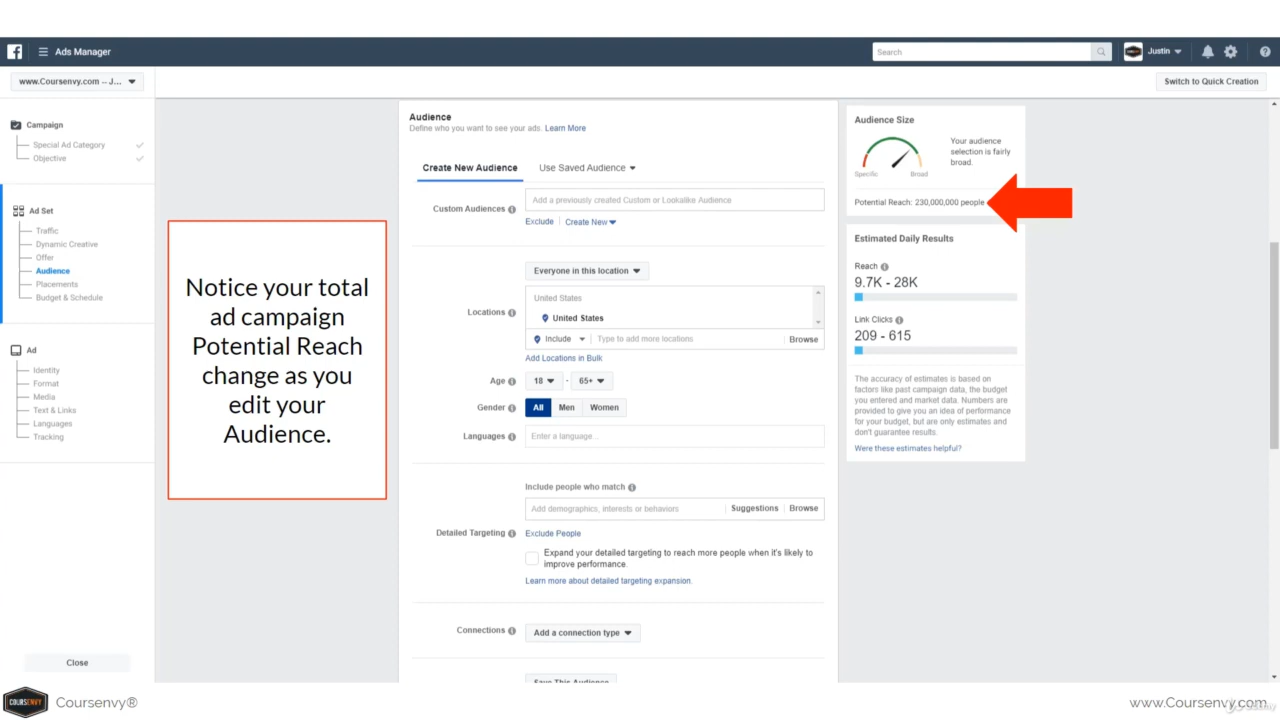 Ads Manager
Search
Justin
www.Coursenvy.com -- J...
Switch to Quick Creation
Campaign
Special Ad Category
Objective
Ad Set
Traffic
Dynamic Creative
Offer
Audience
Placements
Budget & Schedule
Ad
Identity
Format
Media
Text & Links
Languages
Tracking
Close
Notice your total
ad campaign
Potential Reach
change as you
edit your
Audience.
Audience
Define who you want to see your ads. Learn More
Create New Audience
Use Saved Audience
Custom Audiences
Add a previously created Custom or Lookalike Audience
Exclude
Create New
Everyone in this location
Locations
United States
United States
Include
Type to add more locations
Browse
Add Locations in Bulk
Age
18 - 65+
Gender
All Men Women
Languages
Enter a language...
Include people who match
Detailed Targeting
Add demographics, interests or behaviors
Suggestions
Browse
Exclude People
Expand your detailed targeting to reach more people when it's likely to
improve performance.
Learn more about detailed targeting expansion.
Connections
Add a connection type
Save This Audience
Audience Size
Your audience
selection is fairly
broad.
Specific
Broad
Potential Reach: 230,000,000 people
Estimated Daily Results
Reach
9.7K - 28K
Link Clicks
209 - 615
The accuracy of estimates is based on
factors like past campaign data, the budget
you entered and market data. Numbers are
provided to give you an idea of performance
for your budget, but are only estimates and
don't guarantee results.
Were these estimates helpful?
COURSENVY
Coursenvy®
www.Coursenvy.com